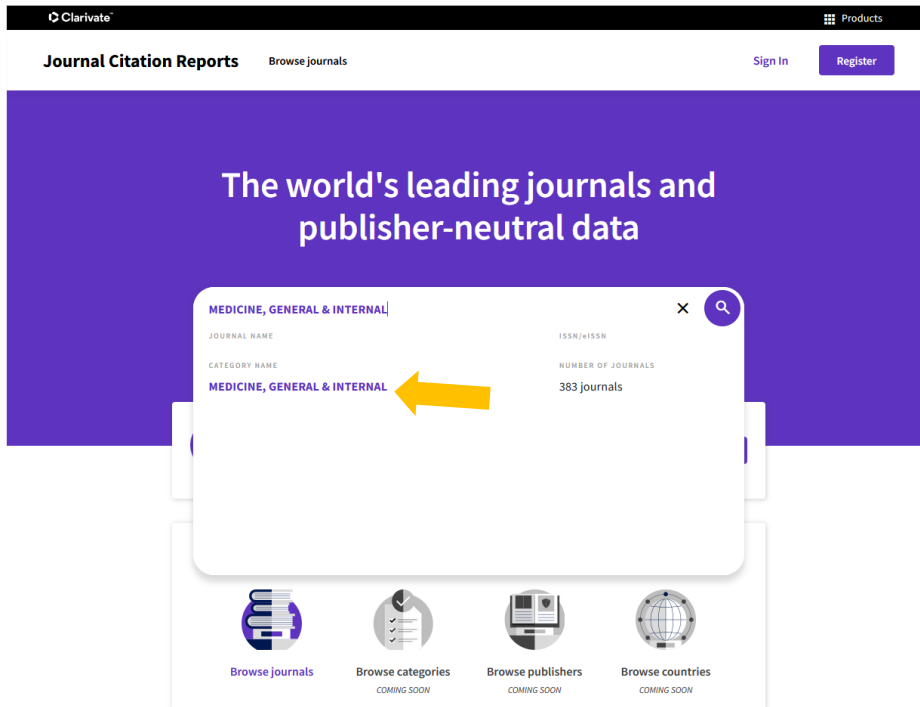 Clarivate™
Products
Journal Citation Reports
Browse journals
Sign In
Register
The world's leading journals and
publisher-neutral data
MEDICINE, GENERAL & INTERNAL
JOURNAL NAME
ISSN/eISSN
CATEGORY NAME
NUMBER OF JOURNALS
MEDICINE, GENERAL & INTERNAL
383 journals
Browse journals
Browse categories
Browse publishers
Browse countries
COMING SOON
COMING SOON
COMING SOON